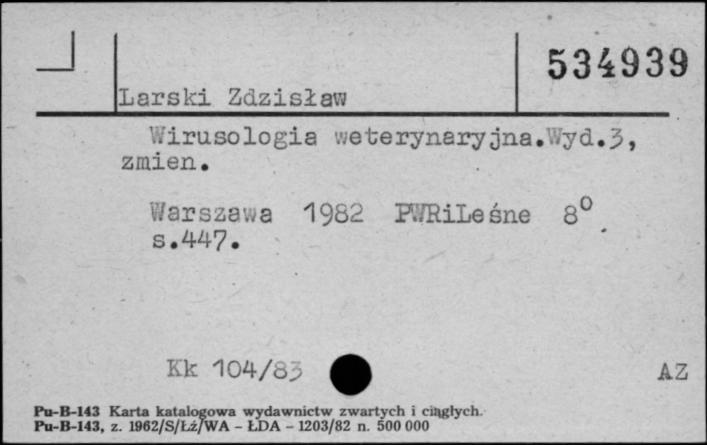 534939
Larski Zdzisław
Wirusologia weterynaryjna.Wyd.3,
zmien.
Warszawa 1982 PWRiLeśne 8°
s.447.
Kk 104/83
AZ
Pu-B-143 Karta katalogowa wydawnictw zwartych i ciągłych.
Pu-B-143, z. 1962/S/Łź/WA - ŁDA - 1203/82 n. 500 000